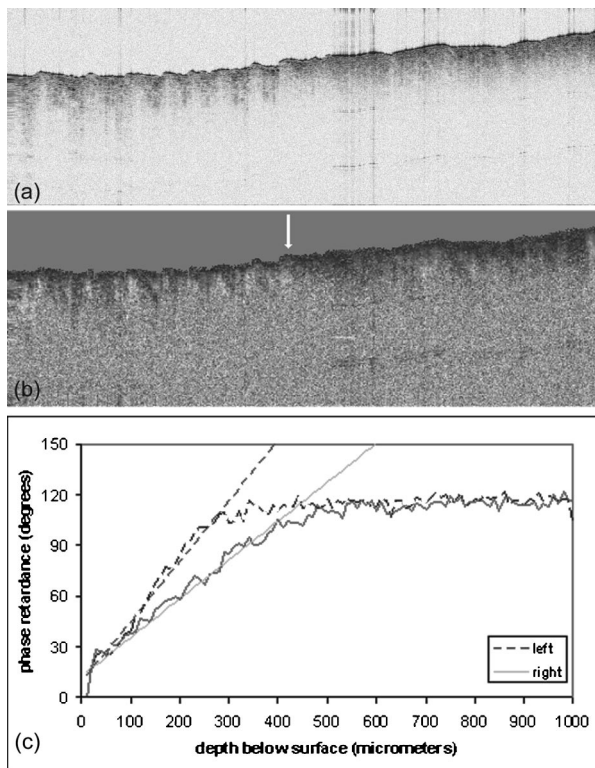 (a)
(b)
150
120
90
60
30
0
phase retardance (degrees)
left
right
0 100 200 300 400 500 600 700 800 900 1000
(c)
depth below surface (micrometers)